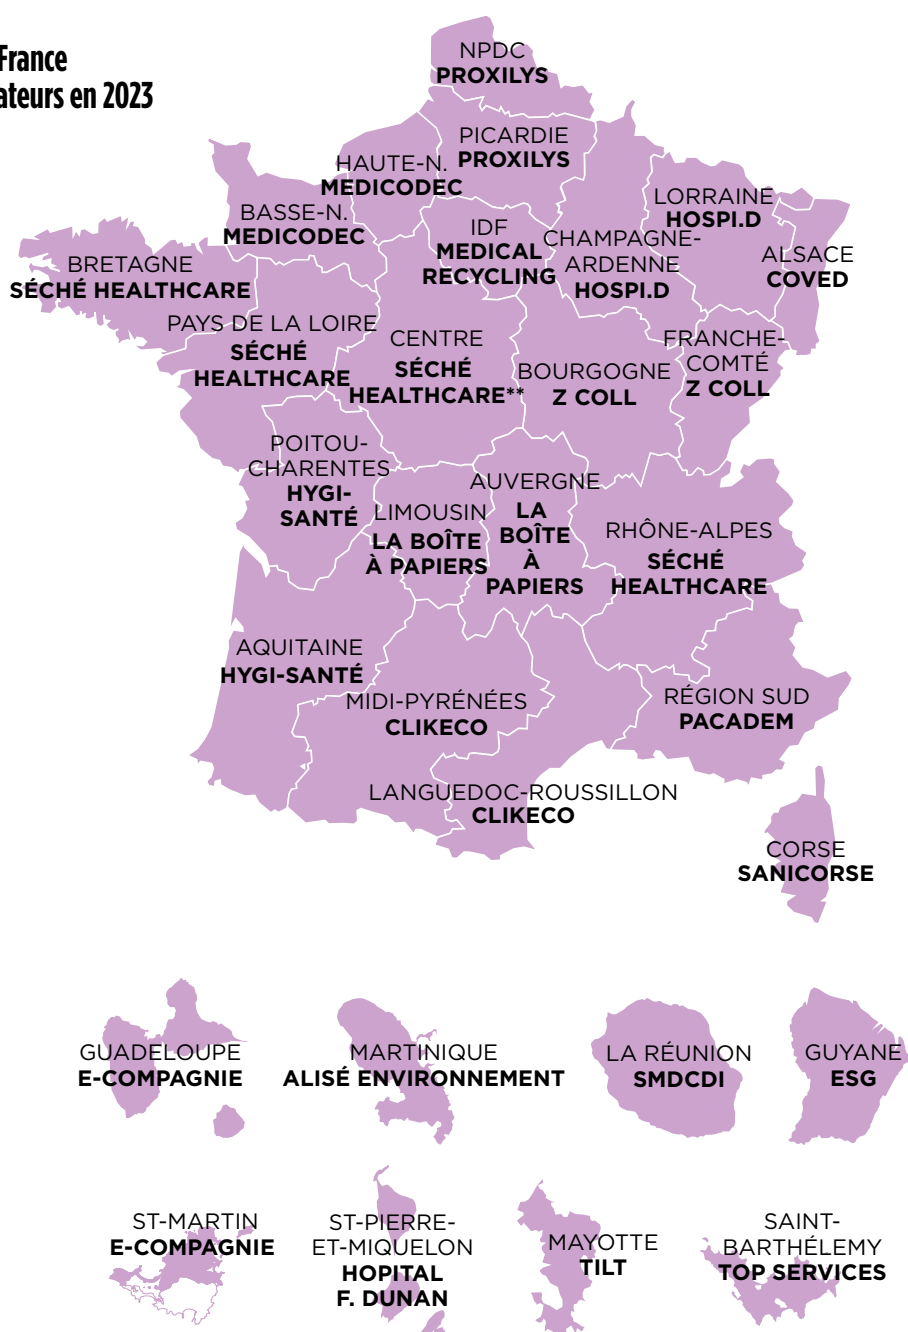 France
ateurs en 2023
NPDC
PROXILYS
PICARDIE
PROXILYS
HAUTE-N.
MEDICODEC
BASSE-N.
MEDICODEC
IDF
MEDICAL
RECYCLING
CHAMPAGNE-
ARDENNE
HOSPI.D
LORRAINE
HOSPI.D
ALSACE
COVED
BRETAGNE
SÉCHÉ HEALTHCARE
PAYS DE LA LOIRE
SÉCHÉ
HEALTHCARE
CENTRE
SÉCHÉ
HEALTHCARE**
BOURGOGNE
Z COLL
FRANCHE-
COMTÉ
Z COLL
POITOU-
CHARENTES
HYGI-
SANTÉ
LIMOUSIN
LA BOÎTE
À PAPIERS
AUVERGNE
LA
BOÎTE
À
PAPIERS
RHÔNE-ALPES
SÉCHÉ
HEALTHCARE
AQUITAINE
HYGI-SANTÉ
MIDI-PYRÉNÉES
CLIKECO
RÉGION SUD
PACADEM
LANGUEDOC-ROUSSILLON
CLIKECO
CORSE
SANICORSE
GUADELOUPE
E-COMPAGNIE
MARTINIQUE
ALISÉ ENVIRONNEMENT
LA RÉUNION
SMDCDI
GUYANE
ESG
ST-MARTIN
E-COMPAGNIE
ST-PIERRE-
ET-MIQUELON
HOPITAL
F. DUNAN
MAYOTTE
TILT
SAINT-
BARTHÉLEMY
TOP SERVICES